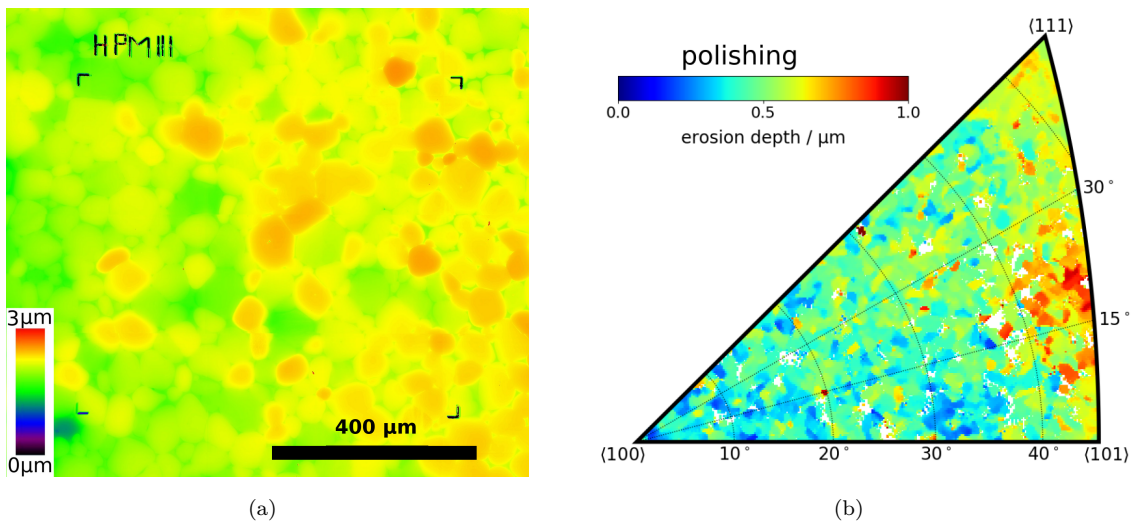 HPMIII
3μm
0μm
400 μm
(a)
polishing
0.0 0.5 1.0
erosion depth / μm
⟨111⟩
30°
15°
⟨100⟩ 10° 20° 30° 40° ⟨101⟩
(b)